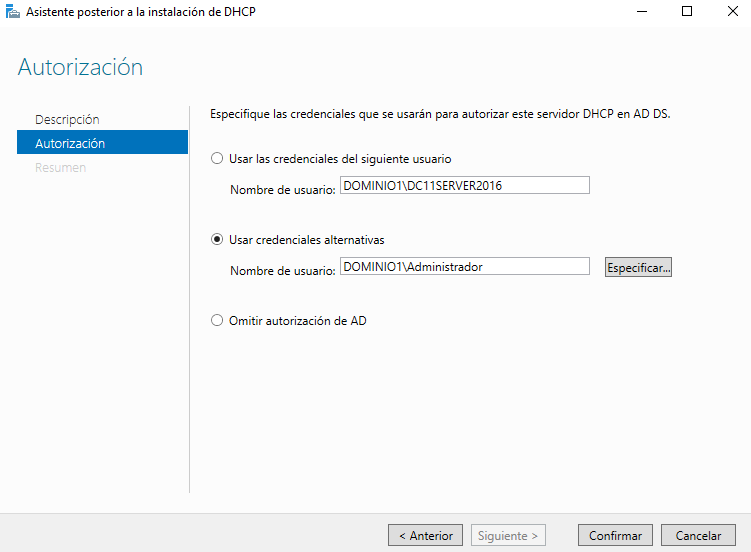 Asistente posterior a la instalación de DHCP
Autorización
Descripción
Autorización
Resumen
Especifique las credenciales que se usarán para autorizar este servidor DHCP en AD DS.
Usar las credenciales del siguiente usuario
Nombre de usuario: DOMINIO1\DC11SERVER2016
Usar credenciales alternativas
Nombre de usuario: DOMINIO1\Administrador Especificar...
Omitir autorización de AD
< Anterior Siguiente > Confirmar Cancelar